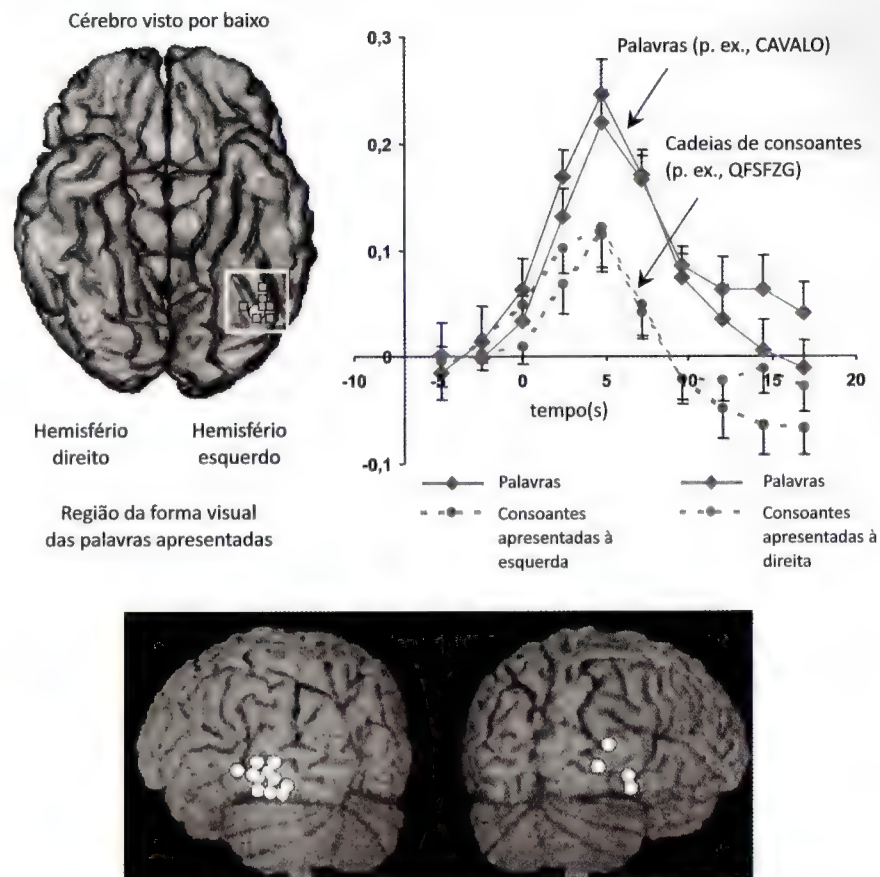 Cérebro visto por baixo
Hemisfério
direito
Hemisfério
esquerdo
Região da forma visual
das palavras apresentadas
0,3
0,2
0,1
0
-0,1
-10
-5
0
5
10
15
20
tempo(s)
Palavras (p. ex., CAVALO)
Cadeias de consoantes
(p. ex., QFSFZG)
Palavras
Consoantes
apresentadas à
esquerda
Palavras
Consoantes
apresentadas à
direita